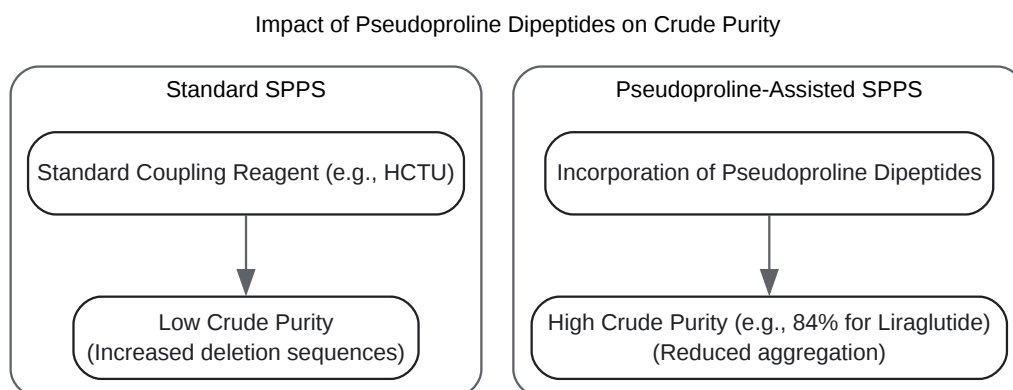 Impact of Pseudoproline Dipeptides on Crude Purity
Standard SPPS
Standard Coupling Reagent (e.g., HCTU)
Low Crude Purity
(Increased deletion sequences)
Pseudoproline-Assisted SPPS
Incorporation of Pseudoproline Dipeptides
High Crude Purity (e.g., 84% for Liraglutide)
(Reduced aggregation)